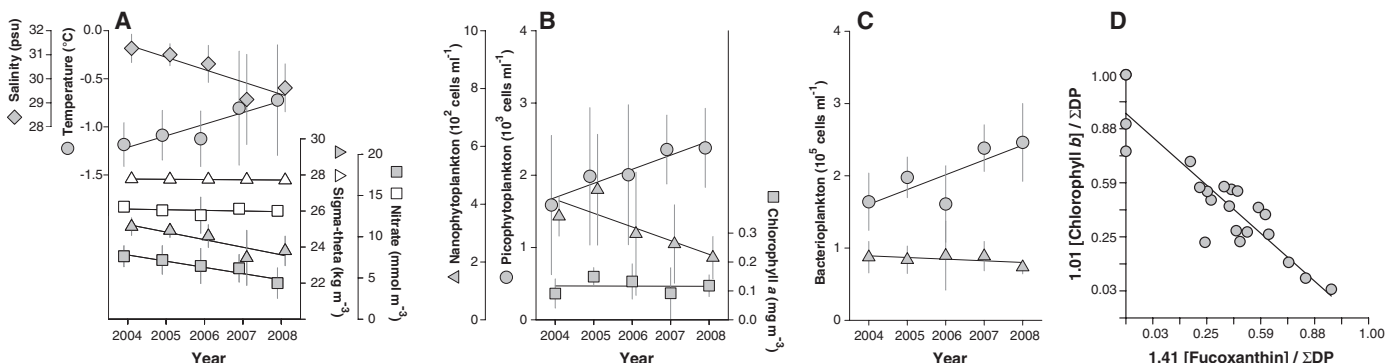 A
Salinity (psu)
32
31
30
29
28
Temperature (°C)
0.0
-0.5
-1.0
-1.5
30
28
26
24
22
Sigma-theta (kg m-3)
20
15
10
5
0
Nitrate (mmol m-3)
2004 2005 2006 2007 2008
Year
B
Nanophytoplankton (10² cells ml-1)
10
8
6
4
2
0
Picophytoplankton (10³ cells ml-1)
4
3
2
1
0
0.3
0.2
0.1
0.0
Chlorophyll a (mg m-3)
2004 2005 2006 2007 2008
Year
C
Bacterioplankton (10⁵ cells ml-1)
4
3
2
1
0
2004 2005 2006 2007 2008
Year
D
1.01 [Chlorophyll b] / ΣDP
1.00
0.88
0.59
0.25
0.03
0.03 0.25 0.59 0.88 1.00
1.41 [Fucoxanthin] / ΣDP